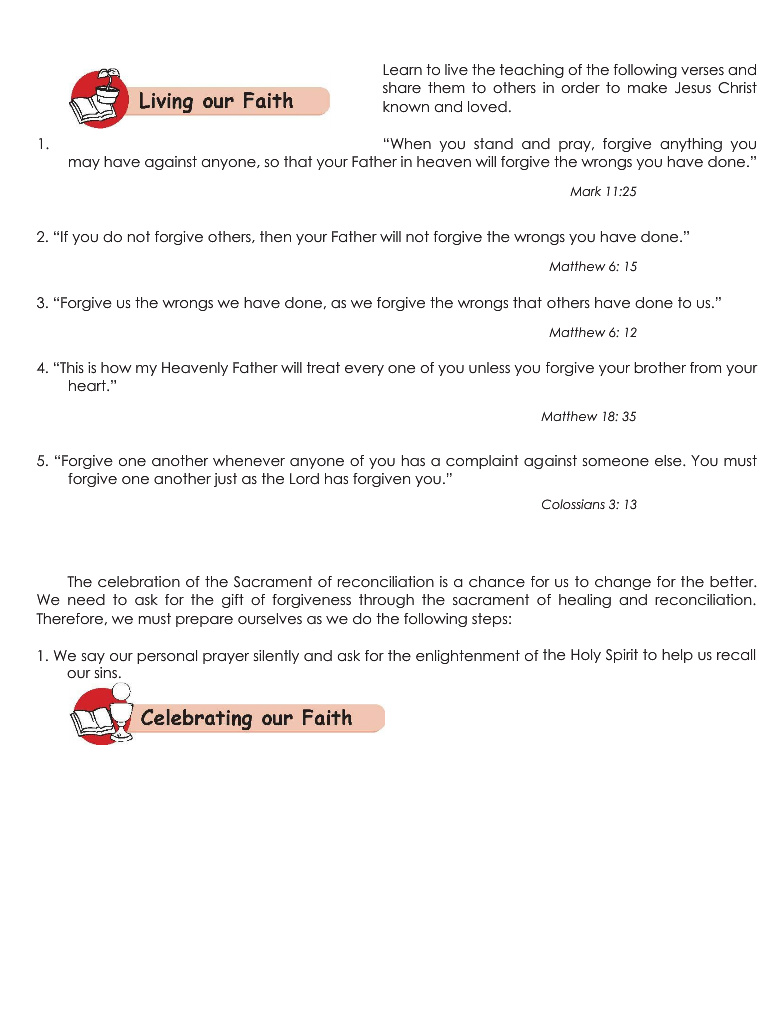 Living our Faith
Learn to live the teaching of the following verses and
share them to others in order to make Jesus Christ
known and loved.
1. “When you stand and pray, forgive anything you
may have against anyone, so that your Father in heaven will forgive the wrongs you have done.”
Mark 11:25
2. “If you do not forgive others, then your Father will not forgive the wrongs you have done.”
Matthew 6: 15
3. “Forgive us the wrongs we have done, as we forgive the wrongs that others have done to us.”
Matthew 6: 12
4. “This is how my Heavenly Father will treat every one of you unless you forgive your brother from your
heart.”
Matthew 18: 35
5. “Forgive one another whenever anyone of you has a complaint against someone else. You must
forgive one another just as the Lord has forgiven you.”
Colossians 3: 13
The celebration of the Sacrament of reconciliation is a chance for us to change for the better.
We need to ask for the gift of forgiveness through the sacrament of healing and reconciliation.
Therefore, we must prepare ourselves as we do the following steps:
1. We say our personal prayer silently and ask for the enlightenment of the Holy Spirit to help us recall
our sins.
Celebrating our Faith